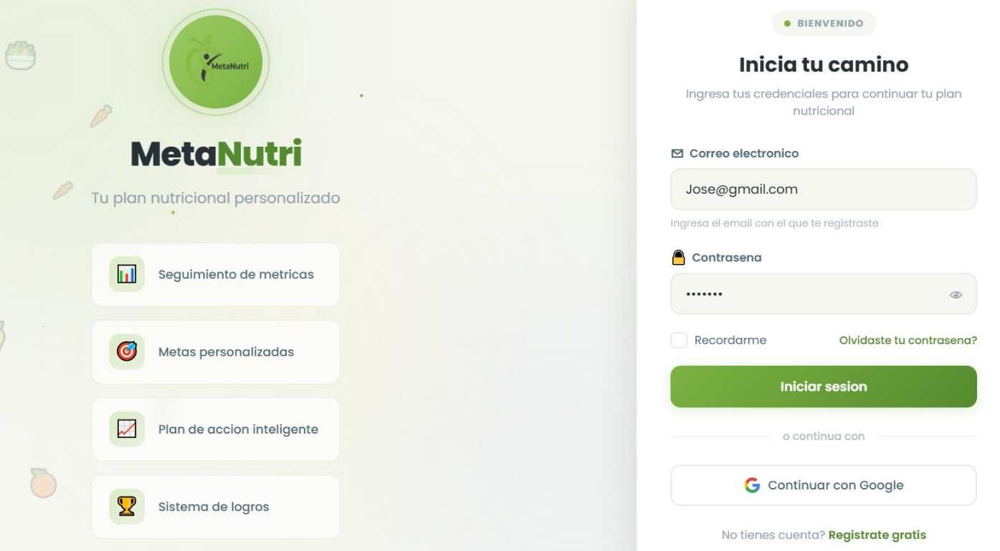 MetaNutri
MetaNutri
Tu plan nutricional personalizado
Seguimiento de metricas
Metas personalizadas
Plan de accion inteligente
Sistema de logros
BIENVENIDO
Inicia tu camino
Ingresa tus credenciales para continuar tu plan
nutricional
Correo electronico
Jose@gmail.com
Ingresa el email con el que te registraste
Contrasena
•••••••
Recordarme
Olvidaste tu contrasena?
Iniciar sesion
o continua con
Continuar con Google
No tienes cuenta? Registrate gratis